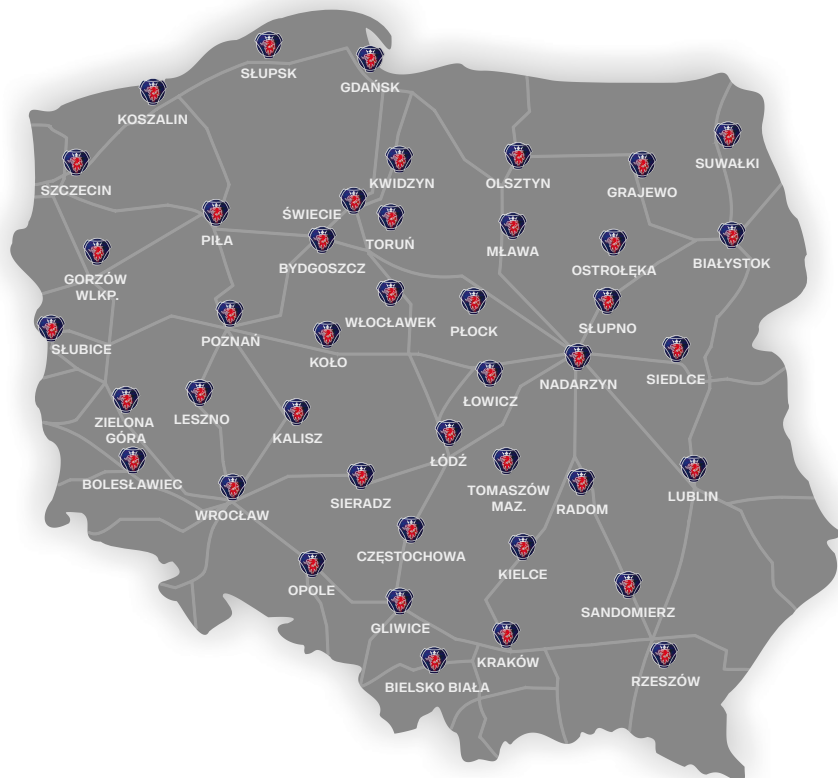 SŁUPSK
GDAŃSK
KOSZALIN
SUWAŁKI
SZCZECIN
KWIDZYN
OLSZTYN
GRAJEWO
ŚWIECIE
PIŁA
TORUŃ
MŁAWA
BYDGOSZCZ
OSTROŁĘKA
BIAŁYSTOK
GORZÓW
WLKP.
WŁOCŁAWEK
PŁOCK
SŁUPNO
SŁUBICE
POZNAŃ
KOŁO
NADARZYN
SIEDLCE
ŁOWICZ
ZIELONA
GÓRA
LESZNO
KALISZ
ŁÓDŹ
BOLESŁAWIEC
SIERADZ
TOMASZÓW
MAZ.
RADOM
LUBLIN
WROCŁAW
CZĘSTOCHOWA
KIELCE
OPOLE
SANDOMIERZ
GLIWICE
KRAKÓW
RZESZÓW
BIELSKO BIAŁA